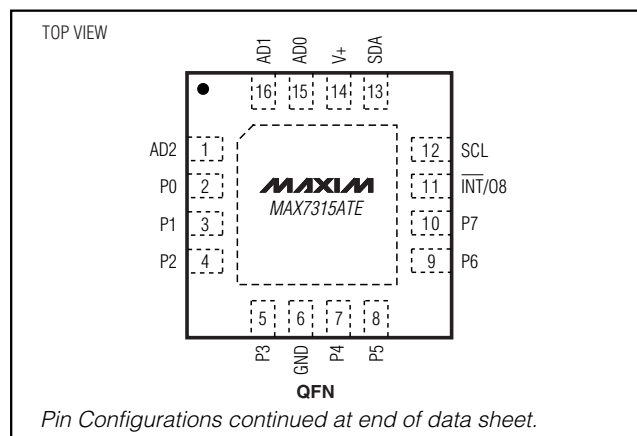 TOP VIEW
AD1 AD0 V+ SDA
16 15 14 13
AD2 1 12 SCL
P0 2 11 INT/O8
P1 3 10 P7
P2 4 9 P6
MAXIM
MAX7315ATE
5 6 7 8
P3 GND P4 P5
QFN
Pin Configurations continued at end of data sheet.